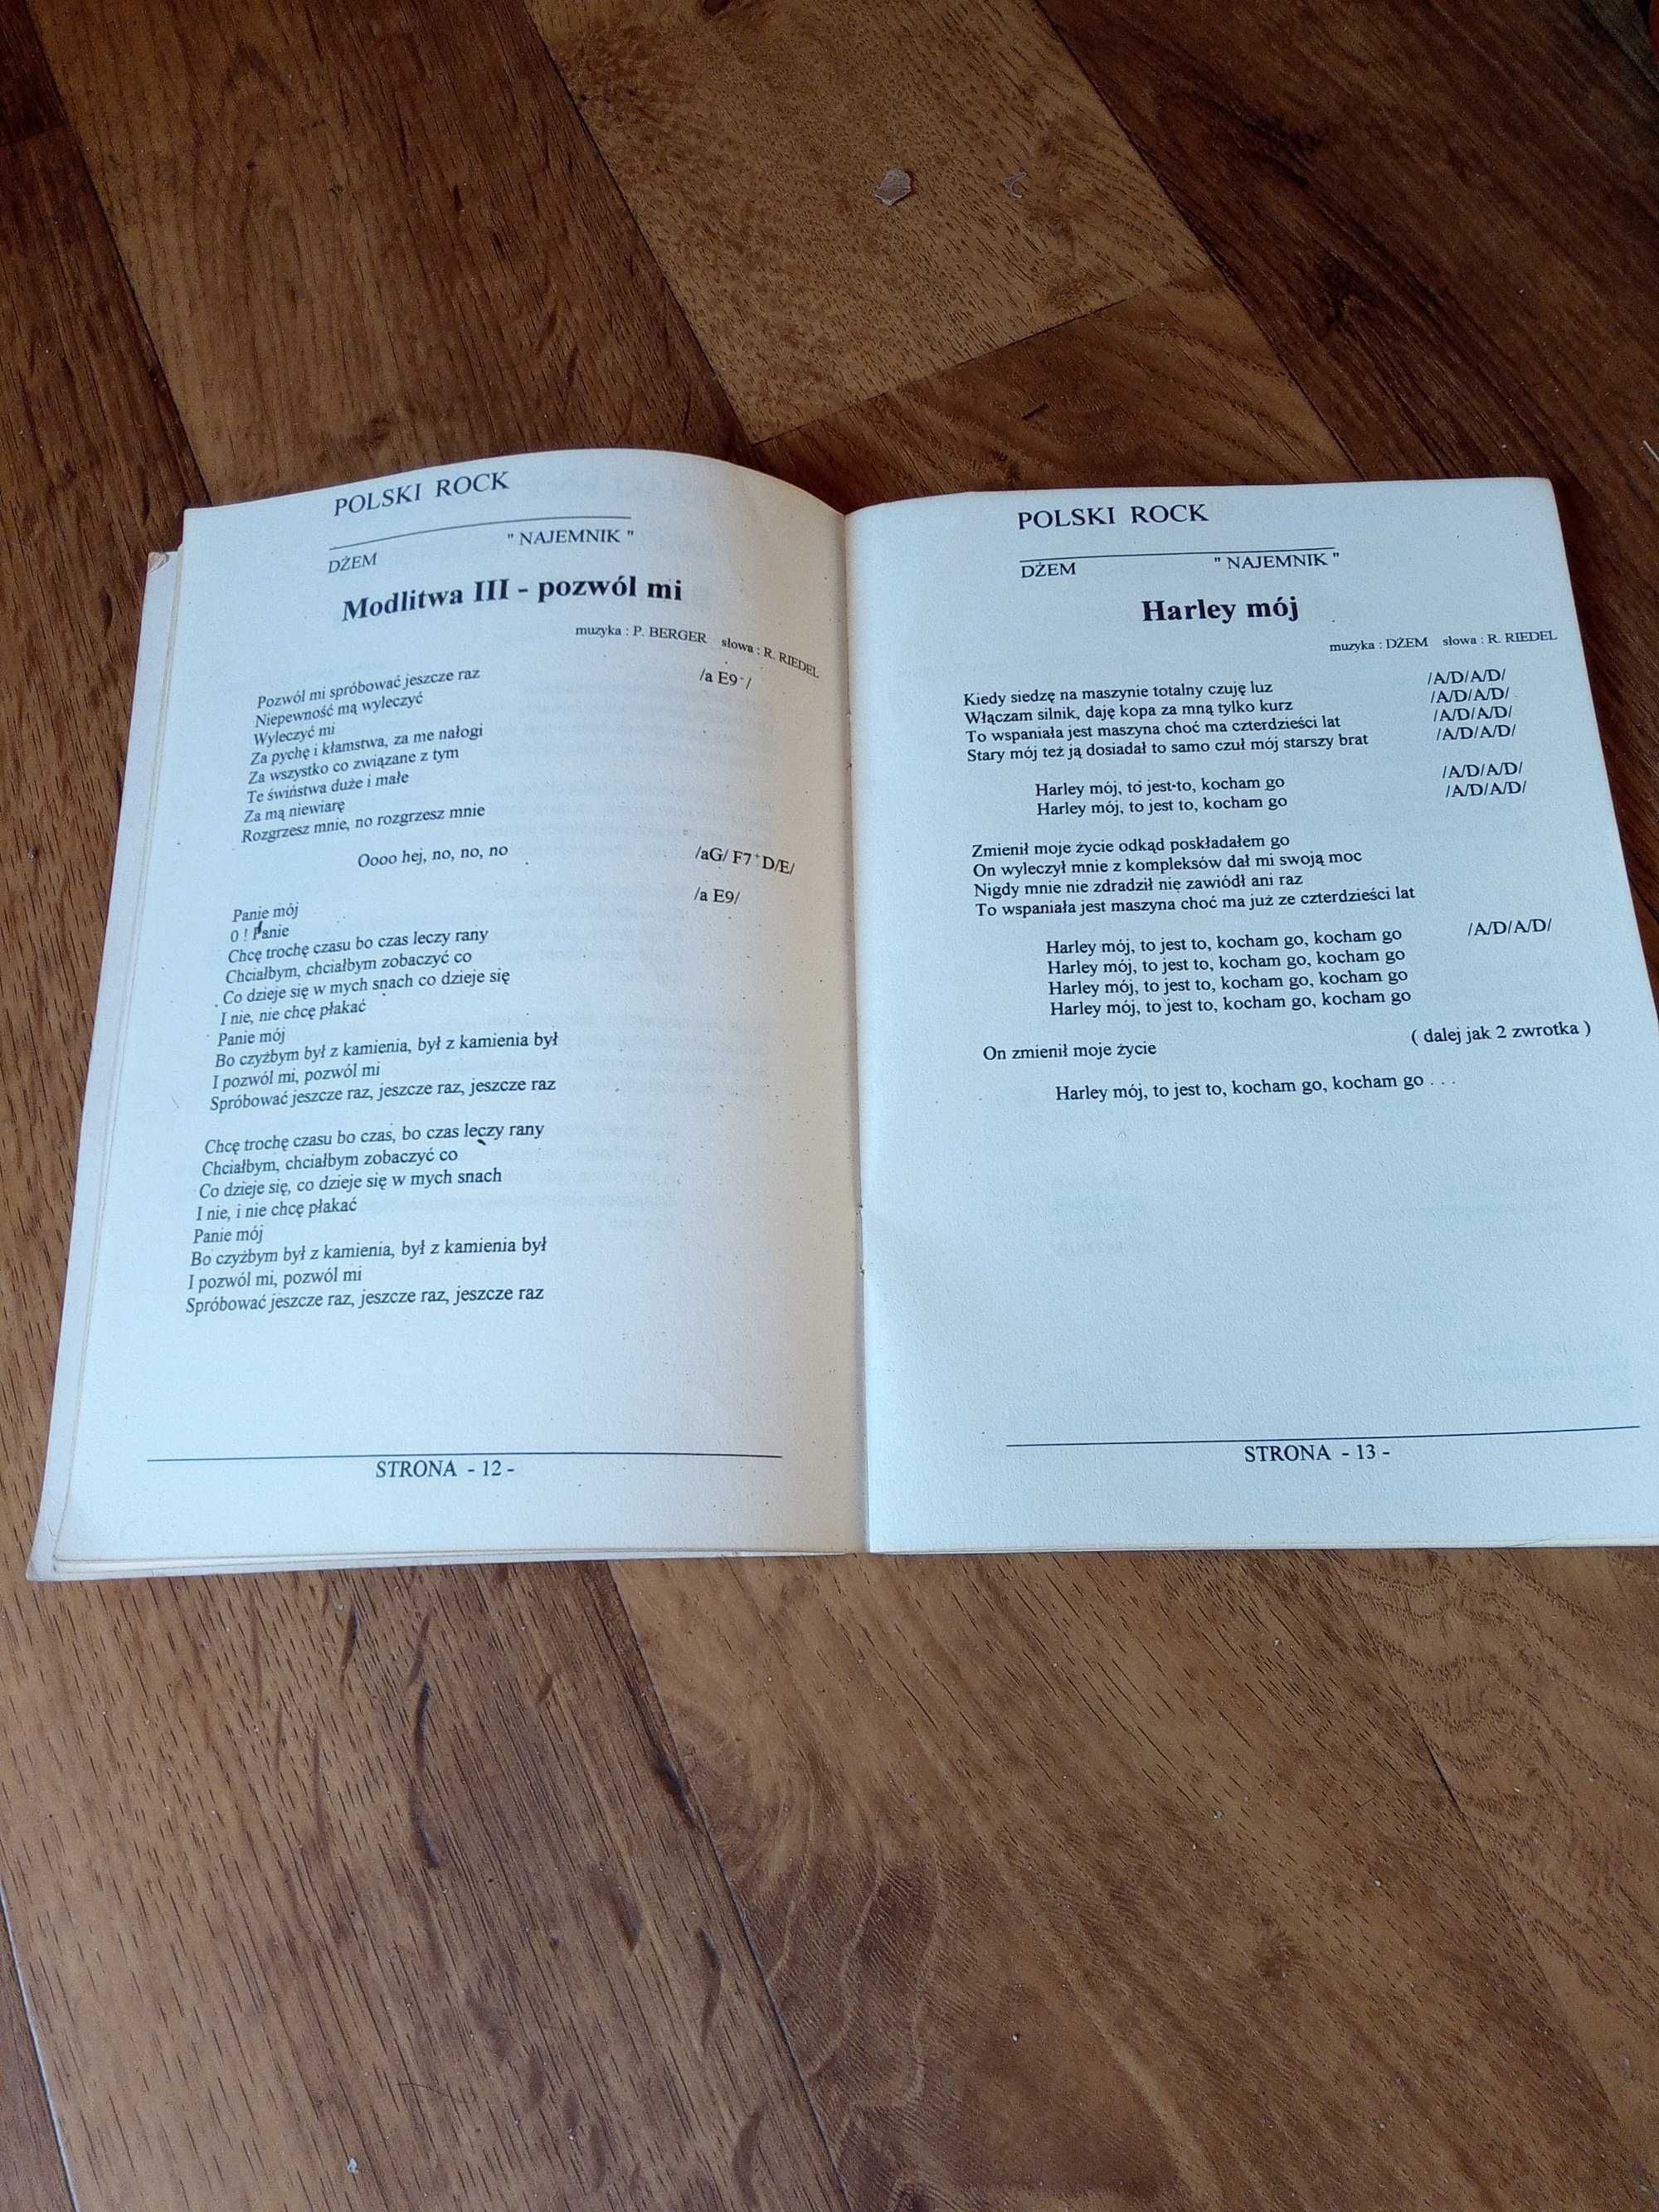 POLSKI ROCK
DŻEM " NAJEMNIK "
Modlitwa III - pozwól mi
muzyka : P. BERGER słowa : R. RIEDEL
Pozwól mi spróbować jeszcze raz /a E9 /
Niepewność mą wyleczyć
Wyleczyć mi
Za pychę i kłamstwa, za me nałogi
Za wszystko co związane z tym
Te świństwa duże i małe
Za mą niewiarę
Rozgrzesz mnie, no rozgrzesz mnie
Oooo hej, no, no, no /aG/ F7+D/E/
Panie mój /a E9/
0 ! Panie
Chcę trochę czasu bo czas leczy rany
Chciałbym, chciałbym zobaczyć co
Co dzieje się w mych snach co dzieje się
I nie, nie chcę płakać
Panie mój
Bo czyżbym był z kamienia, był z kamienia był
I pozwól mi, pozwól mi
Spróbować jeszcze raz, jeszcze raz, jeszcze raz
Chcę trochę czasu bo czas, bo czas leczy rany
Chciałbym, chciałbym zobaczyć co
Co dzieje się, co dzieje się w mych snach
I nie, i nie chcę płakać
Panie mój
Bo czyżbym był z kamienia, był z kamienia był
I pozwól mi, pozwól mi
Spróbować jeszcze raz, jeszcze raz, jeszcze raz
STRONA - 12 -
POLSKI ROCK
DŻEM " NAJEMNIK "
Harley mój
muzyka : DŻEM słowa : R. RIEDEL
Kiedy siedzę na maszynie totalny czuję luz /A/D/A/D/
Włączam silnik, daję kopa za mną tylko kurz /A/D/A/D/
To wspaniała jest maszyna choć ma czterdzieści lat /A/D/A/D/
Stary mój też ją dosiadał to samo czuł mój starszy brat /A/D/A/D/
Harley mój, to jest-to, kocham go /A/D/A/D/
Harley mój, to jest to, kocham go /A/D/A/D/
Zmienił moje życie odkąd poskładałem go
On wyleczył mnie z kompleksów dał mi swoją moc
Nigdy mnie nie zdradził nie zawiódł ani raz
To wspaniała jest maszyna choć ma już ze czterdzieści lat
Harley mój, to jest to, kocham go, kocham go /A/D/A/D/
Harley mój, to jest to, kocham go, kocham go
Harley mój, to jest to, kocham go, kocham go
Harley mój, to jest to, kocham go, kocham go
On zmienił moje życie ( dalej jak 2 zwrotka )
Harley mój, to jest to, kocham go, kocham go . . .
STRONA - 13 -